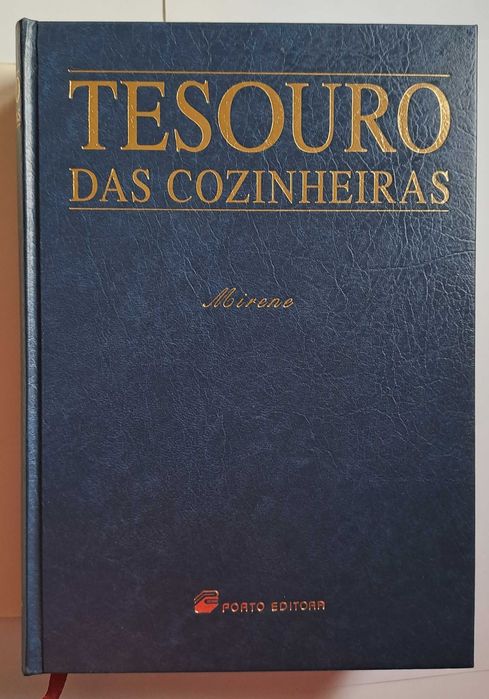 TESOURO
DAS COZINHEIRAS
Mirene
PORTO EDITORA